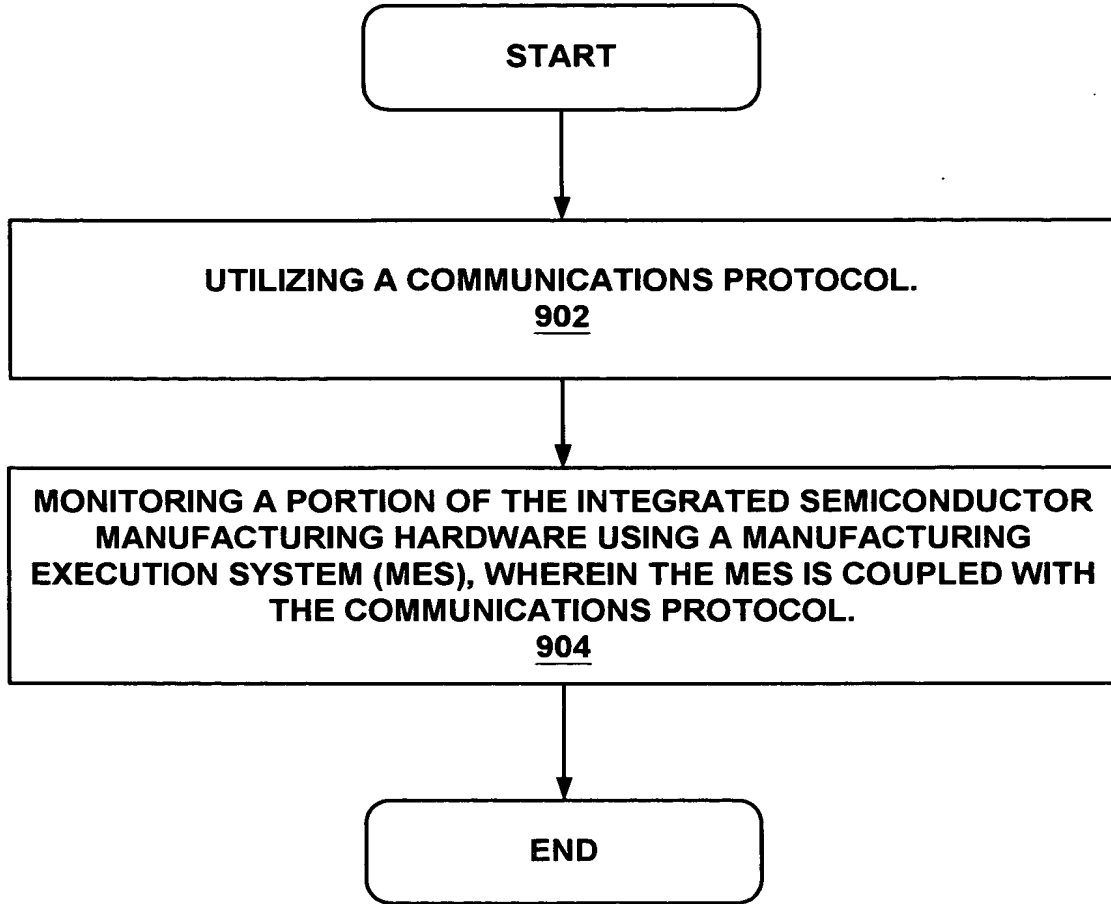 START
UTILIZING A COMMUNICATIONS PROTOCOL.
902
MONITORING A PORTION OF THE INTEGRATED SEMICONDUCTOR
MANUFACTURING HARDWARE USING A MANUFACTURING
EXECUTION SYSTEM (MES), WHEREIN THE MES IS COUPLED WITH
THE COMMUNICATIONS PROTOCOL.
904
END